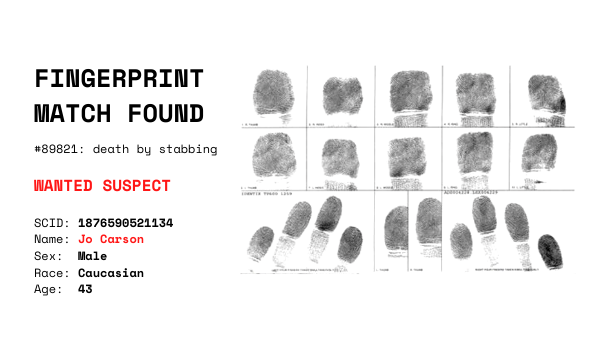 FINGERPRINT
MATCH FOUND
#89821: death by stabbing
WANTED SUSPECT
SCID: 1876590521134
Name: Jo Carson
Sex: Male
Race: Caucasian
Age: 43